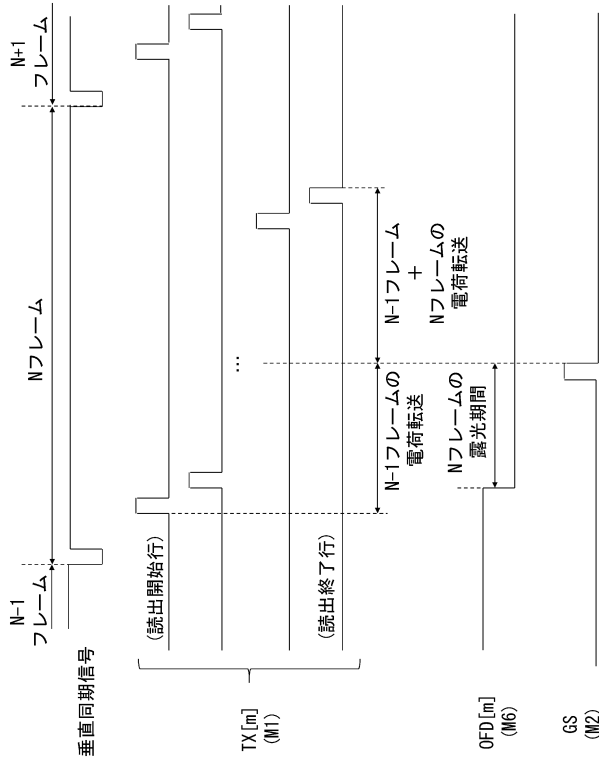 N-1
フレーム
Nフレーム
N+1
フレーム
垂直同期信号
TX[m]
(M1)
(読出開始行)
…
(読出終了行)
N-1フレームの
電荷転送
N-1フレーム
+
Nフレームの
電荷転送
OFD[m]
(M6)
Nフレームの
露光期間
GS
(M2)